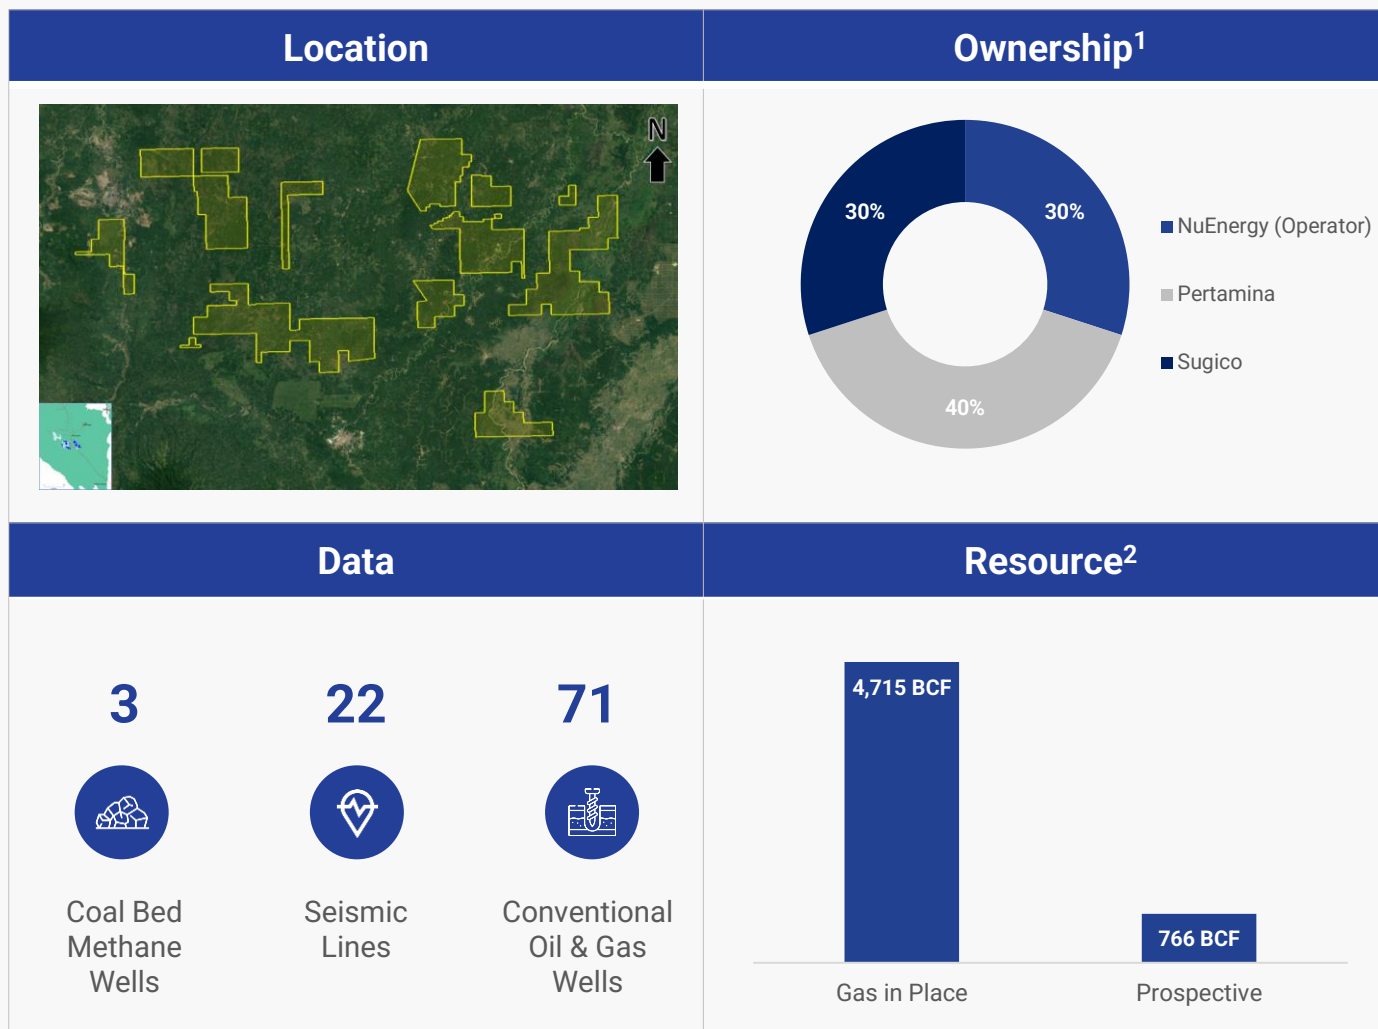 Location
Ownership¹
N
30%
30%
40%
NuEnergy (Operator)
Pertamina
Sugico
Data
Resource²
3
22
71
Coal Bed
Methane
Wells
Seismic
Lines
Conventional
Oil & Gas
Wells
4,715 BCF
766 BCF
Gas in Place
Prospective